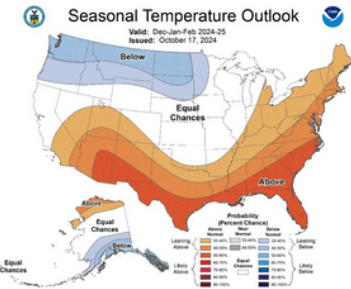 Seasonal Temperature Outlook
Valid: Dec-Jan-Feb 2024-25
Issued: October 17, 2024
Below
Equal
Chances
Above
Above
Equal
Chances
Below
Equal
Chances
Probability
(Percent Chance)
Above
Normal
Near
Normal
Below
Normal
Leaning
Above
Likely
Above
Equal
Chances
Leaning
Below
Likely
Below